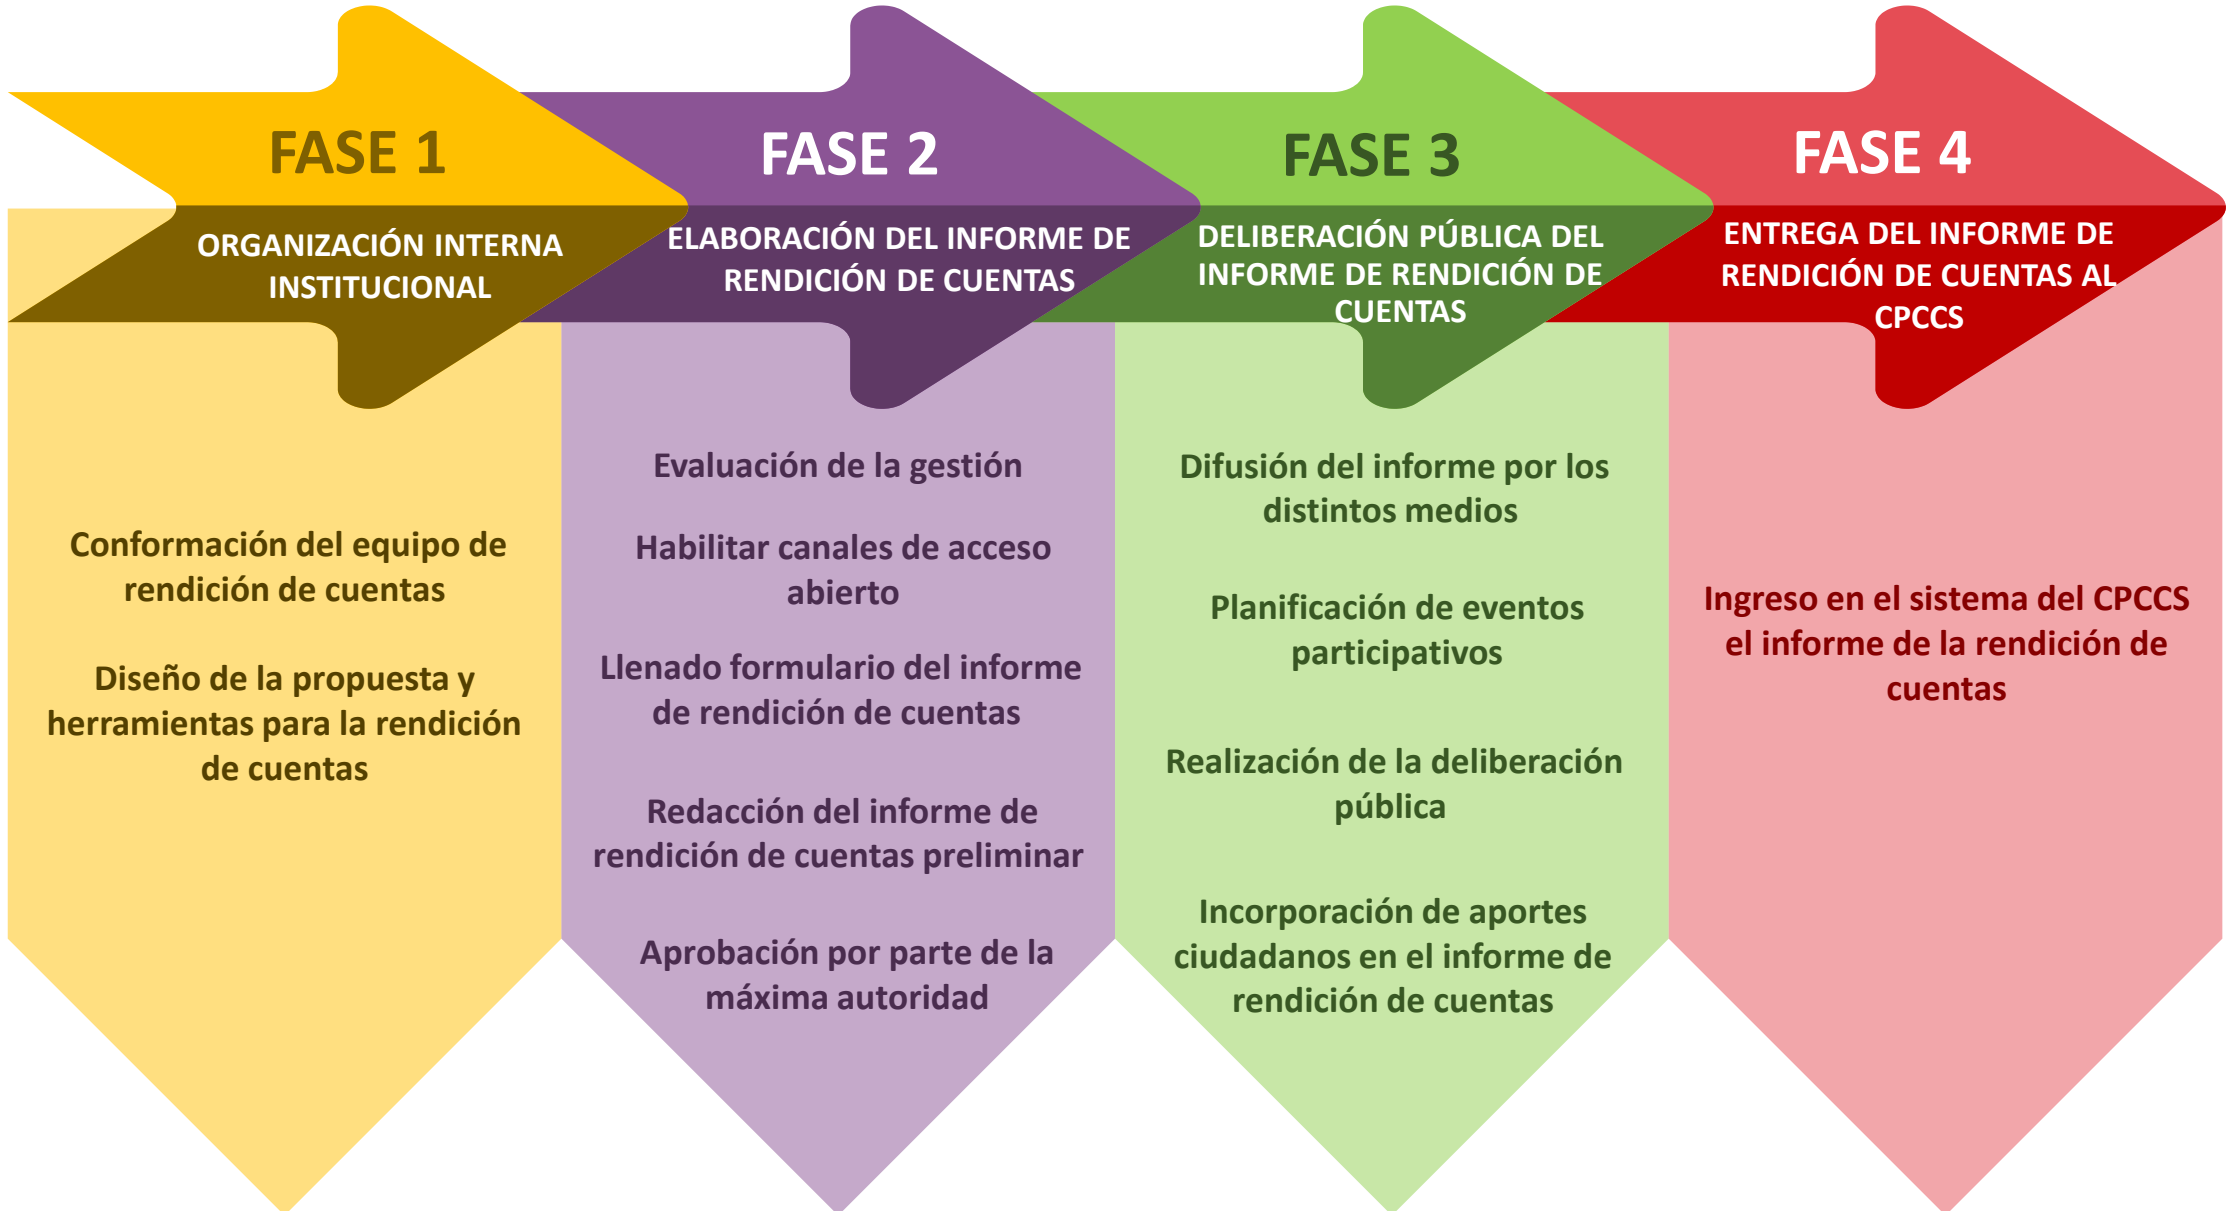 FASE 1
ORGANIZACIÓN INTERNA
INSTITUCIONAL
Conformación del equipo de
rendición de cuentas
Diseño de la propuesta y
herramientas para la rendición
de cuentas
FASE 2
ELABORACIÓN DEL INFORME DE
RENDICIÓN DE CUENTAS
Evaluación de la gestión
Habilitar canales de acceso
abierto
Llenado formulario del informe
de rendición de cuentas
Redacción del informe de
rendición de cuentas preliminar
Aprobación por parte de la
máxima autoridad
FASE 3
DELIBERACIÓN PÚBLICA DEL
INFORME DE RENDICIÓN DE
CUENTAS
Difusión del informe por los
distintos medios
Planificación de eventos
participativos
Realización de la deliberación
pública
Incorporación de aportes
ciudadanos en el informe de
rendición de cuentas
FASE 4
ENTREGA DEL INFORME DE
RENDICIÓN DE CUENTAS AL
CPCCS
Ingreso en el sistema del CPCCS
el informe de la rendición de
cuentas